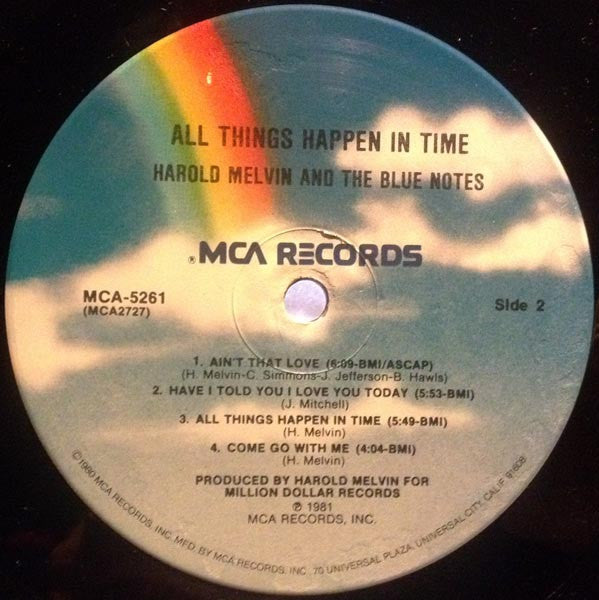 ALL THINGS HAPPEN IN TIME
HAROLD MELVIN AND THE BLUE NOTES
®MCA RECORDS
MCA-5261
(MCA2727)
Side 2
1. AIN'T THAT LOVE (6:09-BMI/ASCAP)
(H. Melvin-C. Simmons-J. Jefferson-B. Hawls)
2. HAVE I TOLD YOU I LOVE YOU TODAY (5:53-BMI)
(J. Mitchell)
3. ALL THINGS HAPPEN IN TIME (5:49-BMI)
(H. Melvin)
4. COME GO WITH ME (4:04-BMI)
(H. Melvin)
PRODUCED BY HAROLD MELVIN FOR
MILLION DOLLAR RECORDS
℗ 1981
MCA RECORDS, INC.
©1980 MCA RECORDS, INC. MFD. BY MCA RECORDS, INC., 70 UNIVERSAL PLAZA, UNIVERSAL CITY, CALIF. 91608